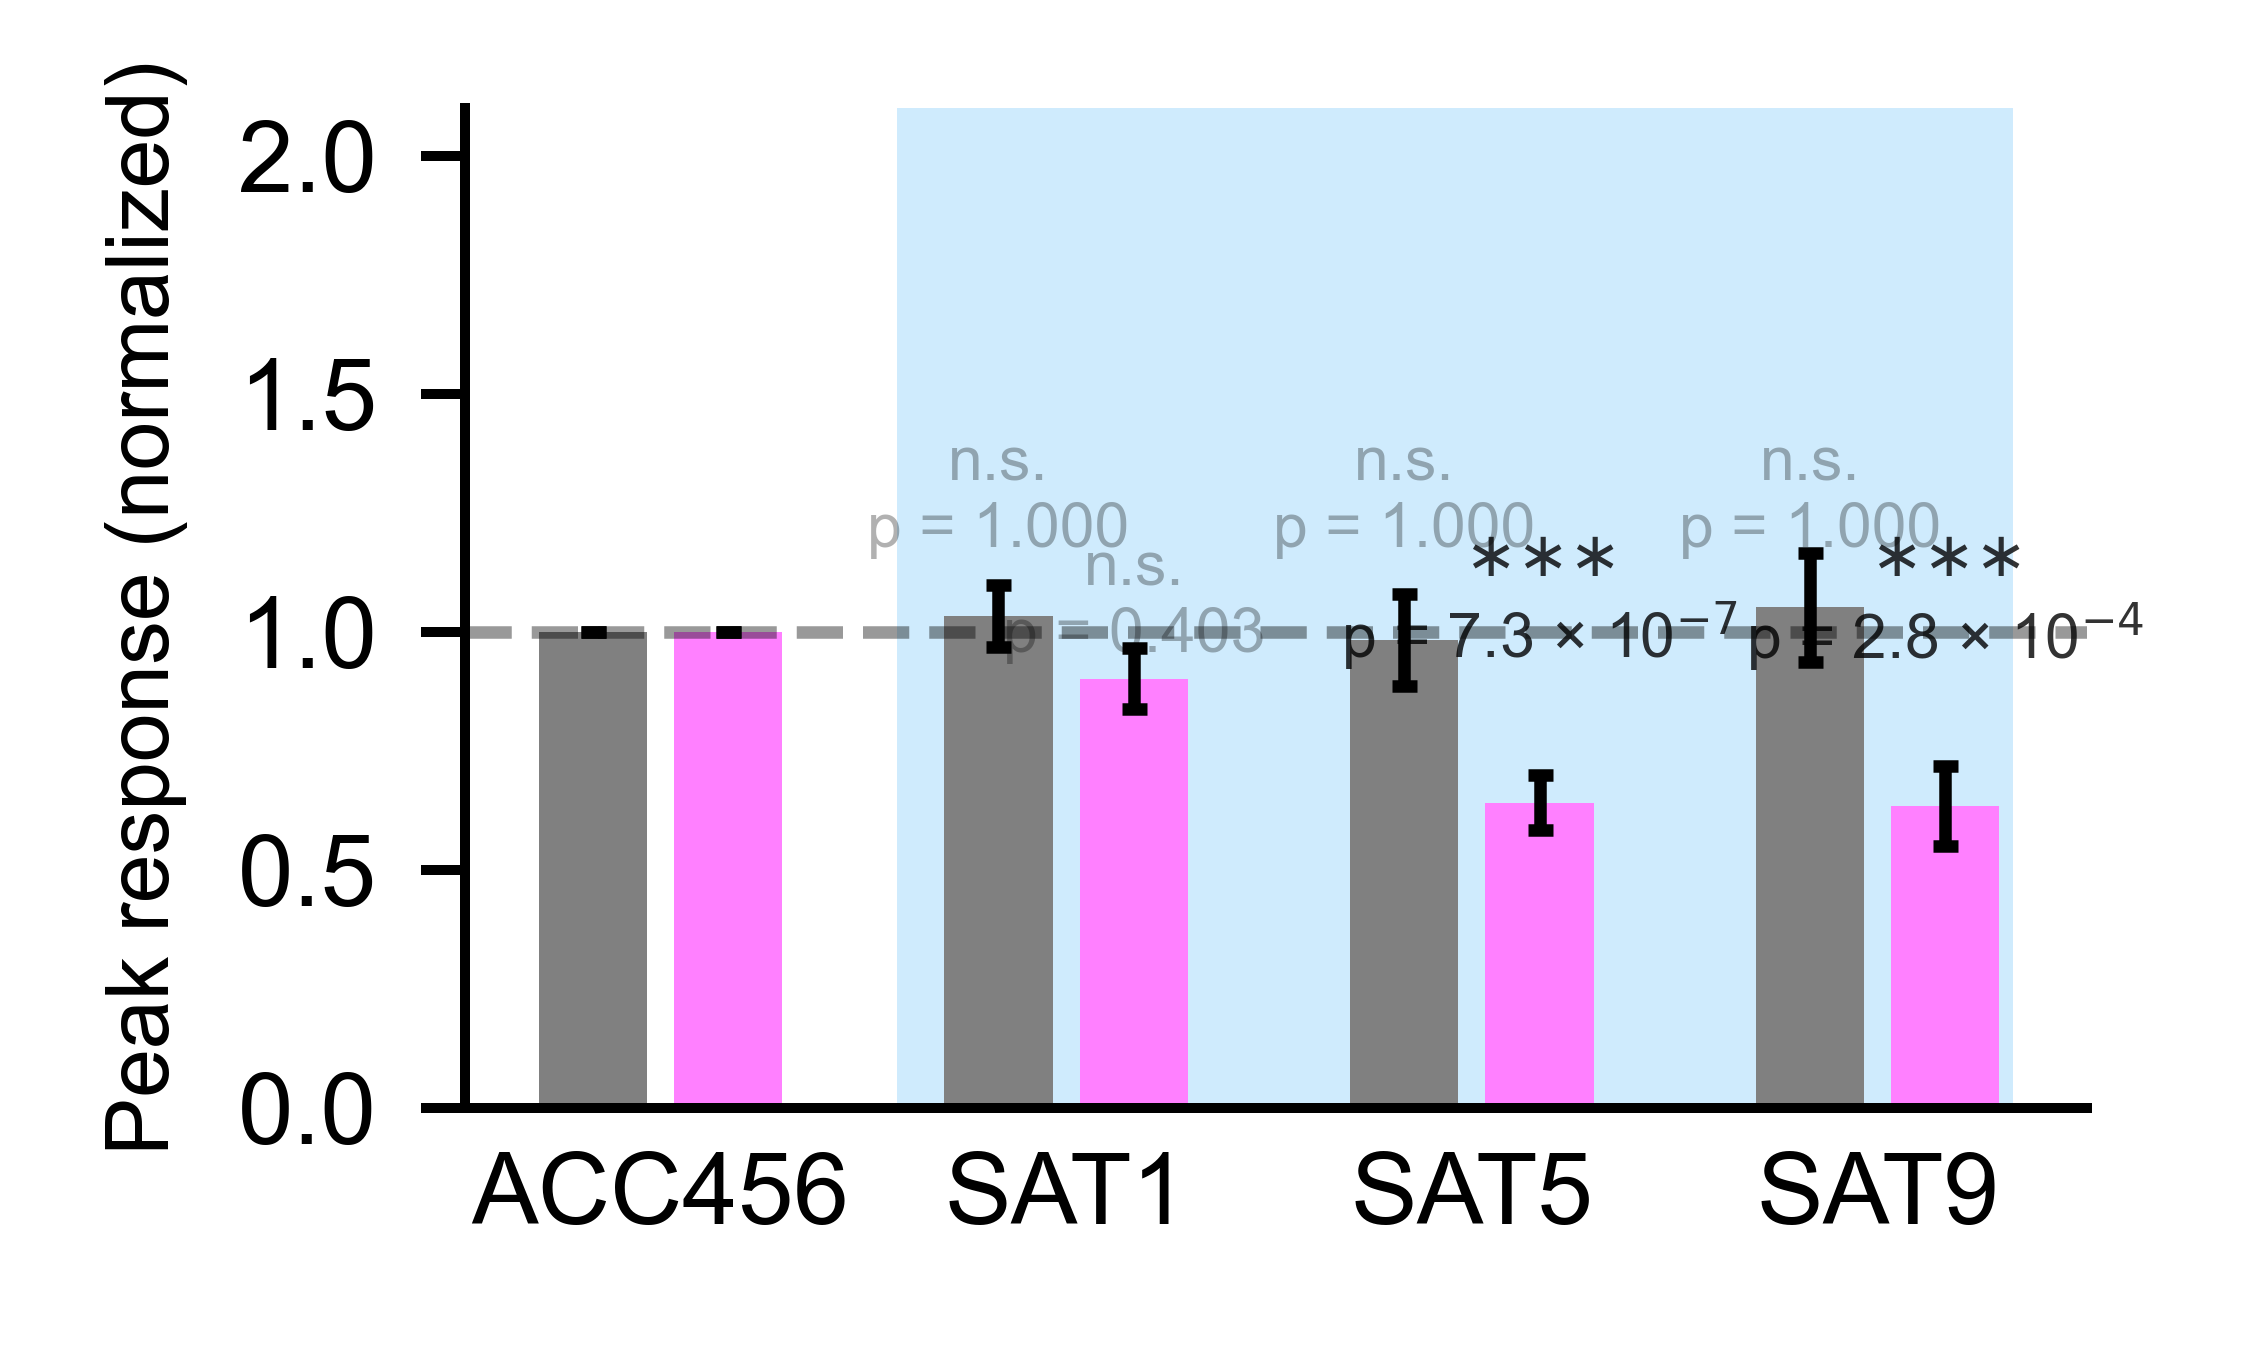 Peak response (normalized)
2.0
1.5
1.0
0.5
0.0
n.s.
p = 1.000
n.s.
p = 0.403
n.s.
p = 1.000
***
p = 7.3 × 10⁻⁷
n.s.
p = 1.000
***
p = 2.8 × 10⁻⁴
ACC456 SAT1 SAT5 SAT9